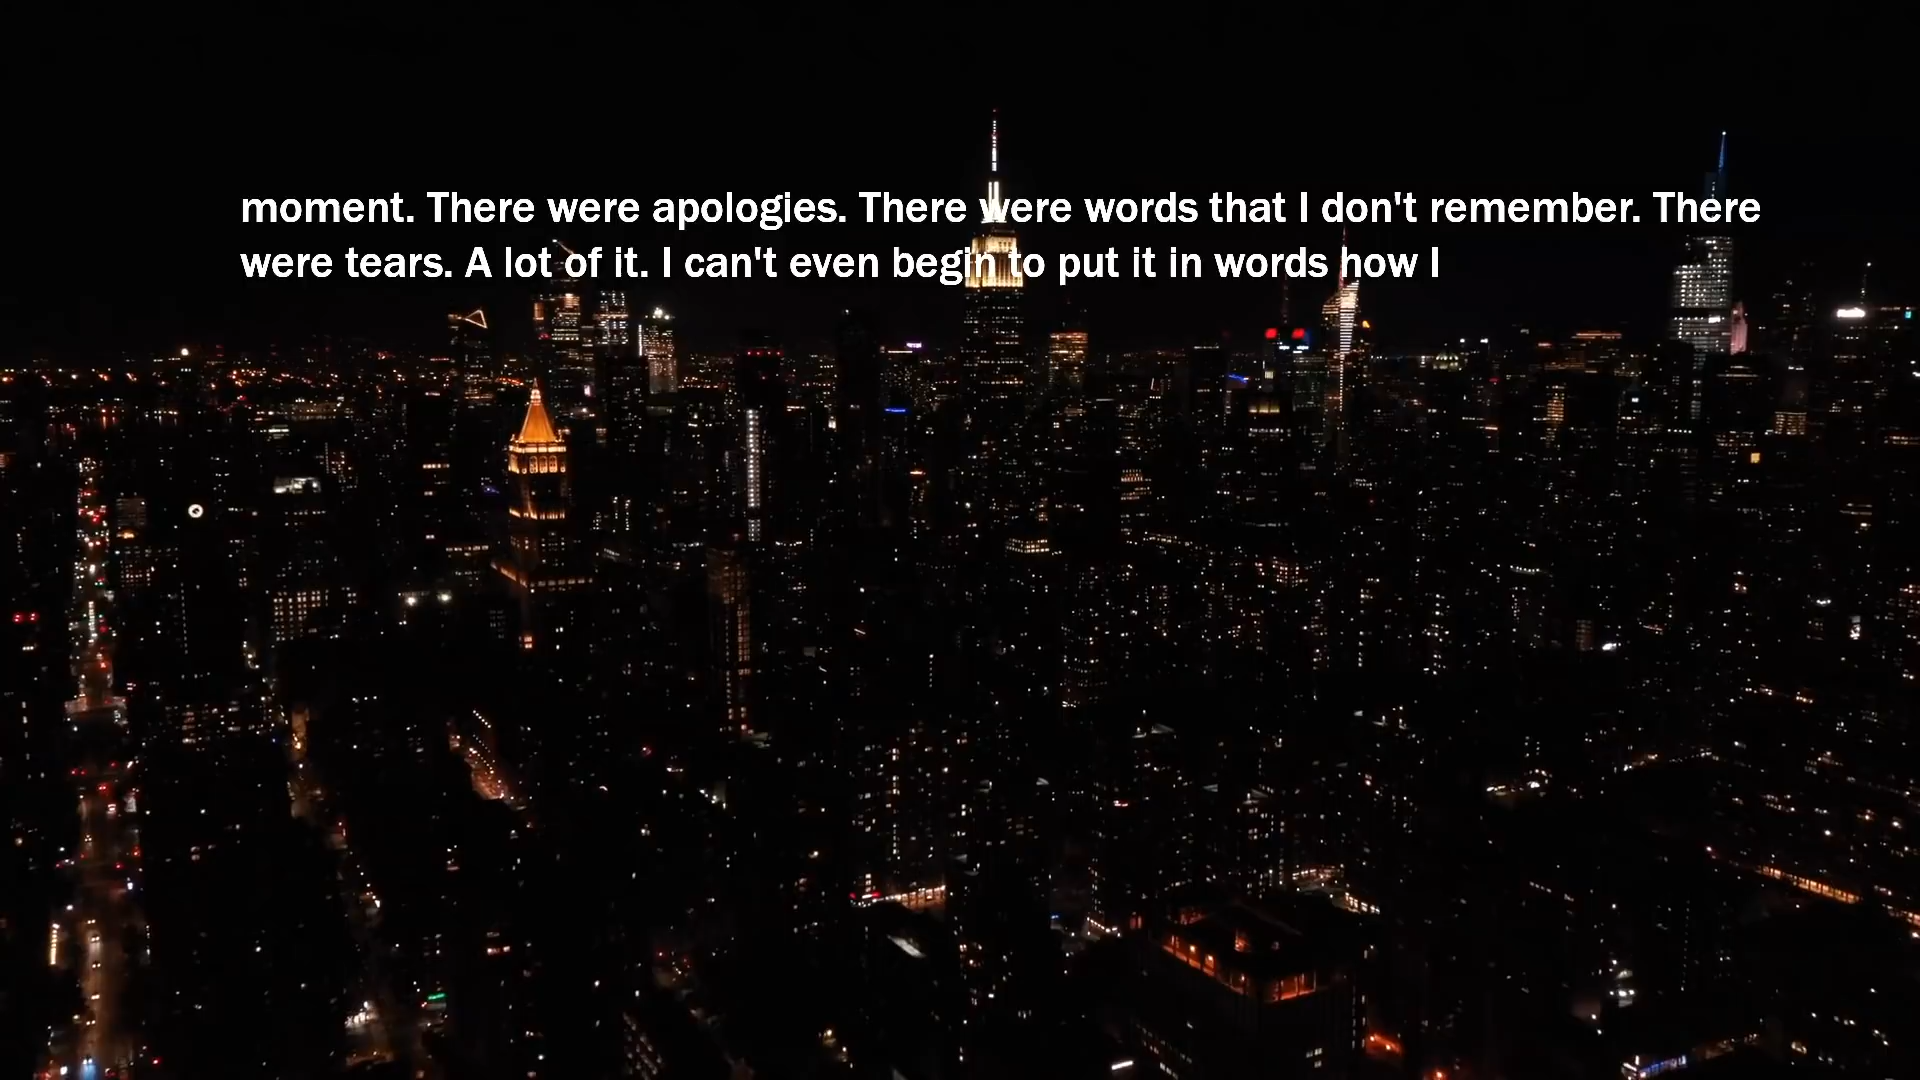 moment. There were apologies. There were words that I don't remember. There
were tears. A lot of it. I can't even begin to put it in words how I